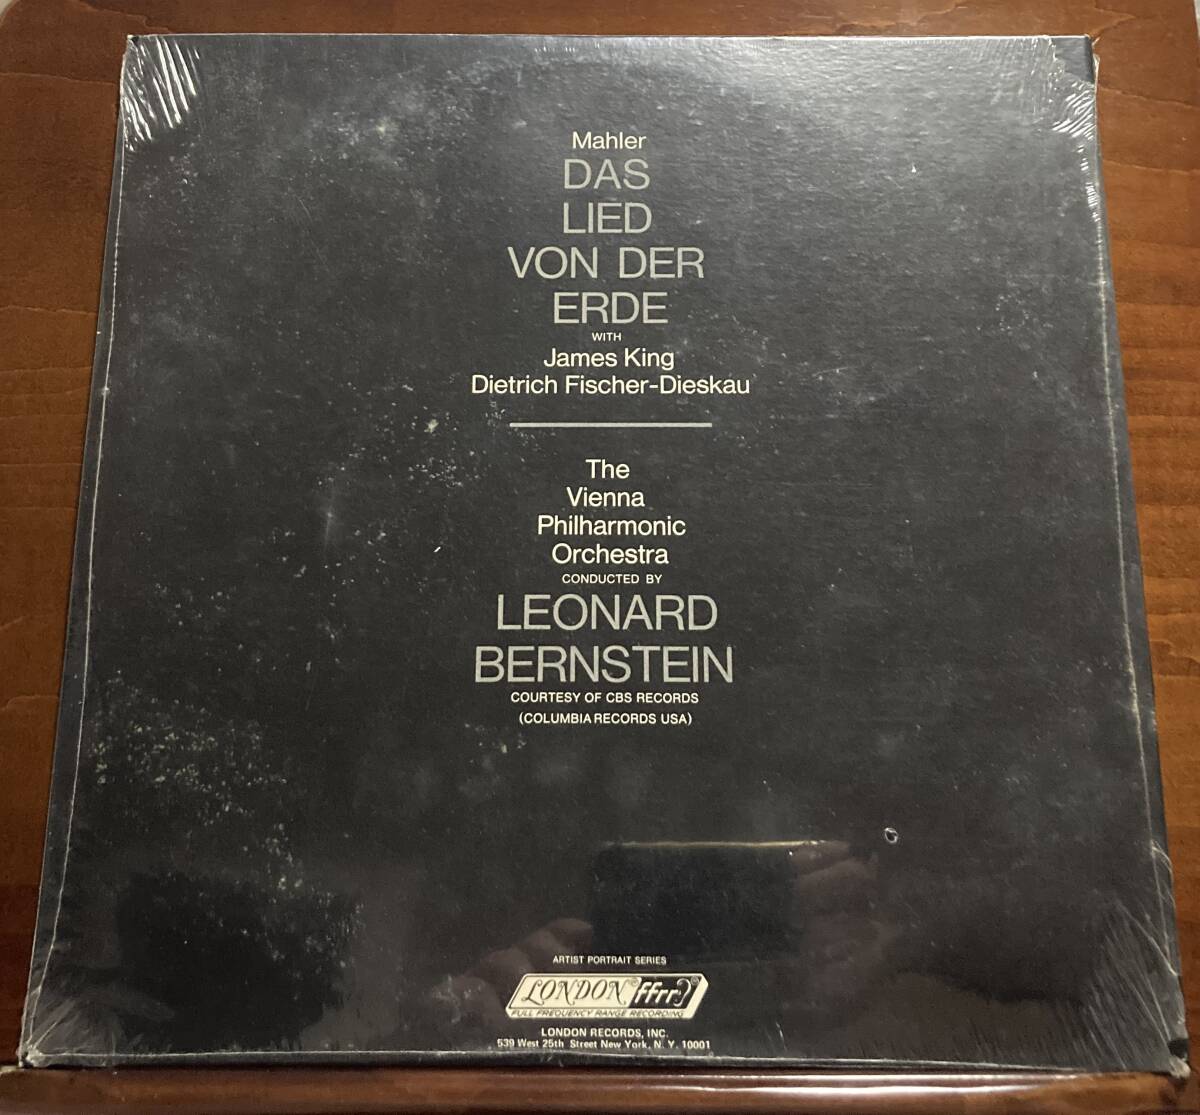 Mahler
DAS
LIED
VON DER
ERDE
WITH
James King
Dietrich Fischer-Dieskau
The
Vienna
Philharmonic
Orchestra
CONDUCTED BY
LEONARD
BERNSTEIN
COURTESY OF CBS RECORDS
(COLUMBIA RECORDS USA)
ARTIST PORTRAIT SERIES
LONDON ® ffrr ®
FULL FREQUENCY RANGE RECORDING
LONDON RECORDS, INC.
539 West 25th Street New York, N. Y. 10001